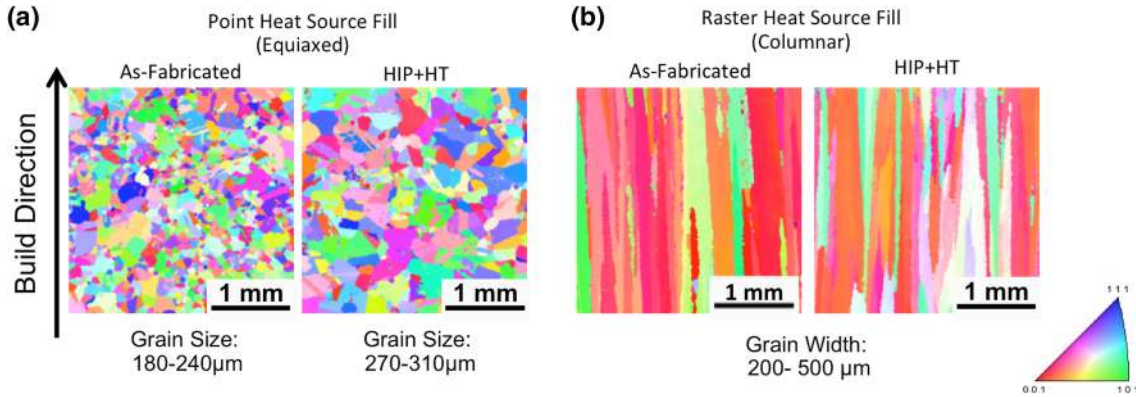 (a)
Point Heat Source Fill
(Equiaxed)
As-Fabricated
HIP+HT
Build Direction
1 mm
1 mm
Grain Size:
180-240µm
Grain Size:
270-310µm
(b)
Raster Heat Source Fill
(Columnar)
As-Fabricated
HIP+HT
1 mm
1 mm
Grain Width:
200- 500 µm
1 1 1
0 0 1
1 0 1